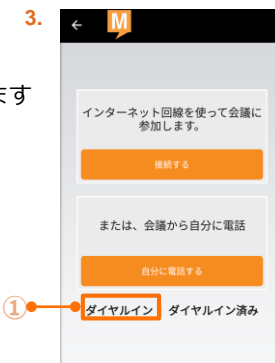 3.
M
ます
インターネット回線を使って会議に
参加します。
接続する
または、会議から自分に電話
自分に電話する
① ダイヤルイン ダイヤルイン済み